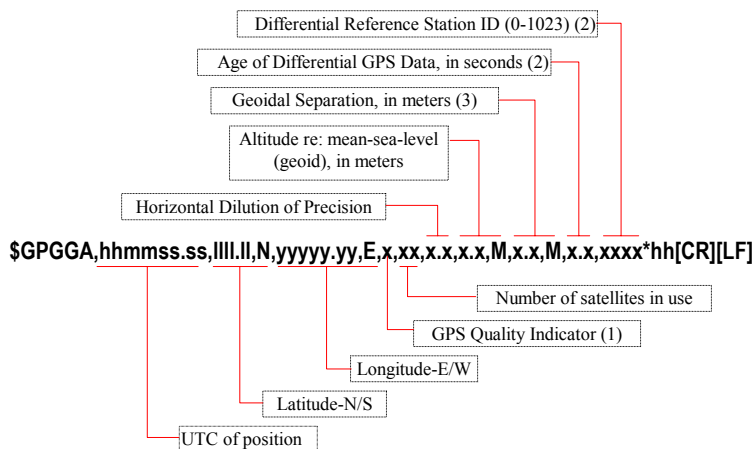 Differential Reference Station ID (0-1023) (2)
Age of Differential GPS Data, in seconds (2)
Geoidal Separation, in meters (3)
Altitude re: mean-sea-level
(geoid), in meters
Horizontal Dilution of Precision
$GPGGA,hhmmss.ss,llll.ll,N,yyyyy.yy,E,x,xx,x.x,x.x,M,x.x,M,x.x,xxxx*hh[CR][LF]
Number of satellites in use
GPS Quality Indicator (1)
Longitude-E/W
Latitude-N/S
UTC of position